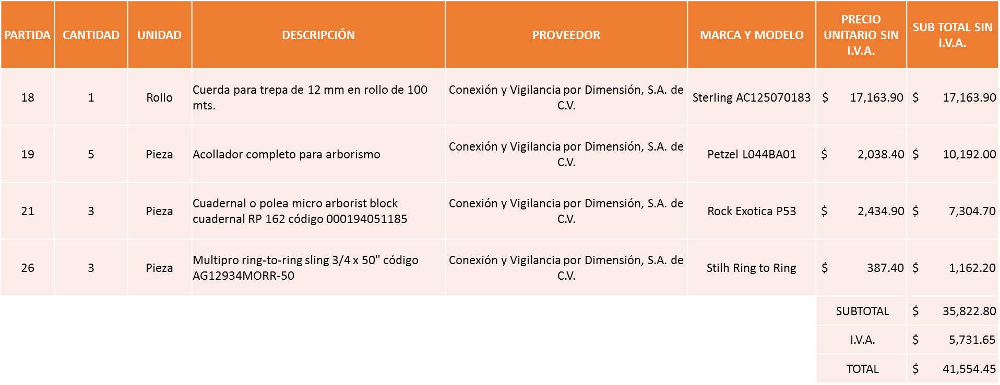 PARTIDA CANTIDAD UNIDAD DESCRIPCIÓN PROVEEDOR MARCA Y MODELO PRECIO UNITARIO SIN I.V.A. SUB TOTAL SIN I.V.A.
18 1 Rollo Cuerda para trepa de 12 mm en rollo de 100 mts. Conexión y Vigilancia por Dimensión, S.A. de C.V. Sterling AC125070183 $ 17,163.90 $ 17,163.90
19 5 Pieza Acollador completo para arborismo Conexión y Vigilancia por Dimensión, S.A. de C.V. Petzel L044BA01 $ 2,038.40 $ 10,192.00
21 3 Pieza Cuadernal o polea micro arborist block cuadernal RP 162 código 000194051185 Conexión y Vigilancia por Dimensión, S.A. de C.V. Rock Exotica P53 $ 2,434.90 $ 7,304.70
26 3 Pieza Multipro ring-to-ring sling 3/4 x 50" código AG12934MORR-50 Conexión y Vigilancia por Dimensión, S.A. de C.V. Stilh Ring to Ring $ 387.40 $ 1,162.20
SUBTOTAL $ 35,822.80
I.V.A. $ 5,731.65
TOTAL $ 41,554.45